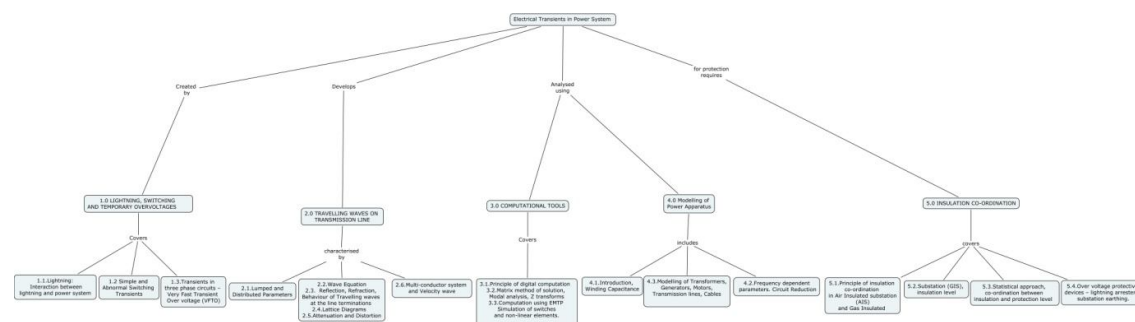 Electrical Transients in Power System
Created
by
Develops
Analysed
using
for protection
requires
1.0 LIGHTNING, SWITCHING
AND TEMPORARY OVERVOLTAGES
2.0 TRAVELLING WAVES ON
TRANSMISSION LINE
3.0 COMPUTATIONAL TOOLS
4.0 Modelling of
Power Apparatus
5.0 INSULATION CO-ORDINATION
Covers
characterised
by
Covers
includes
covers
1.1.Lightning:
Interaction between
lightning and power system
1.2 Simple and
Abnormal Switching
Transients
1.3.Transients in
three phase circuits –
Very Fast Transient
Over voltage (VFTO)
2.1.Lumped and
Distributed Parameters
2.2.Wave Equation
2.3. Reflection, Refraction,
Behaviour of Travelling waves
at the line terminations
2.4.Lattice Diagrams
2.5.Attenuation and Distortion
2.6.Multi-conductor system
and Velocity wave
3.1.Principle of digital computation
3.2.Matrix method of solution,
Modal analysis, Z transforms
3.3.Computation using EMTP
Simulation of switches
and non-linear elements.
4.1.Introduction,
Winding Capacitance
4.3.Modelling of Transformers,
Generators, Motors,
Transmission lines, Cables
4.2.Frequency dependent
parameters. Circuit Reduction
5.1.Principle of insulation
co-ordination
in Air Insulated substation
(AIS)
and Gas Insulated
5.2.Substation (GIS),
insulation level
5.3.Statistical approach,
co-ordination between
insulation and protection level
5.4.Over voltage protective
devices – lightning arresters
substation earthing.